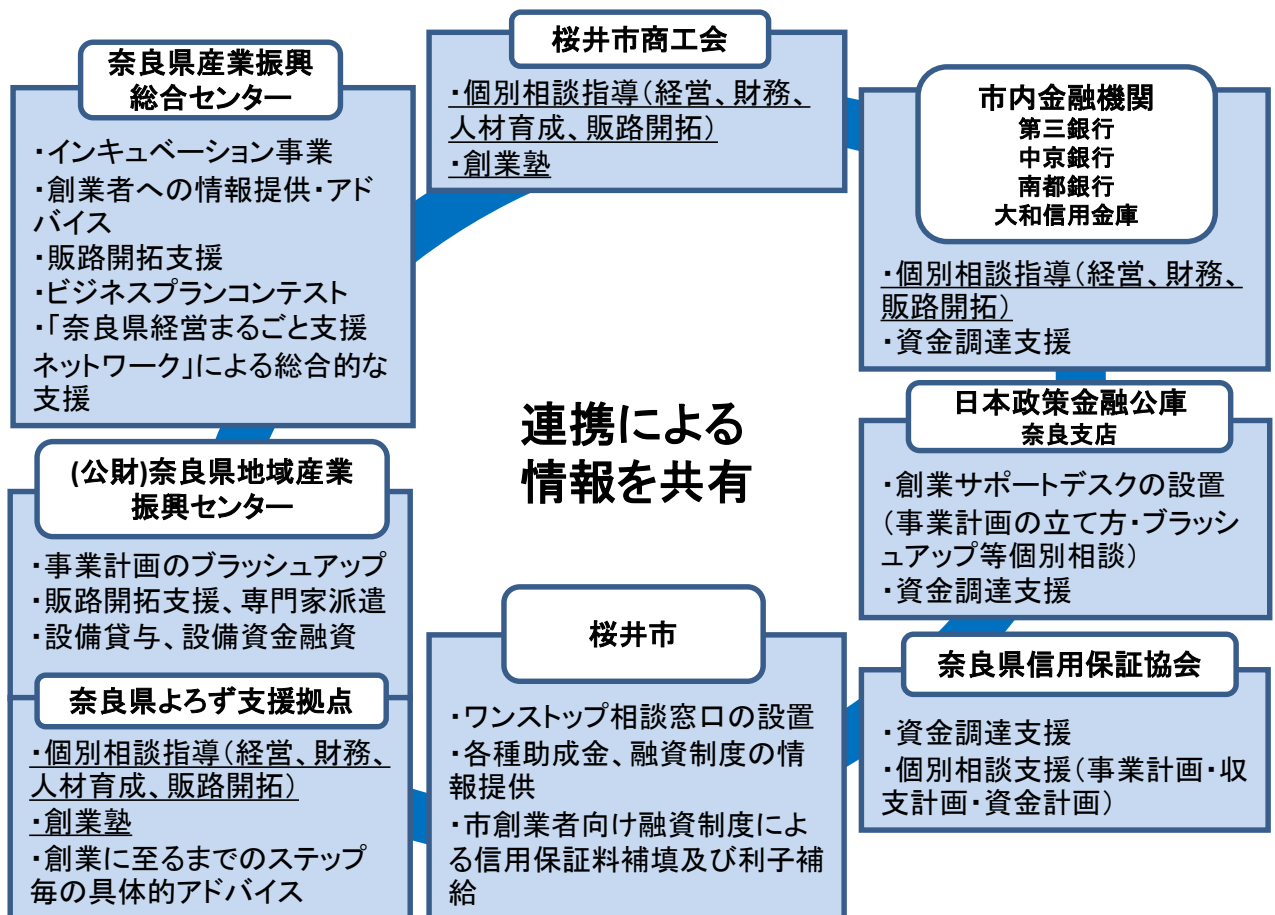 奈良県産業振興
総合センター
・インキュベーション事業
・創業者への情報提供・アド
バイス
・販路開拓支援
・ビジネスプランコンテスト
・「奈良県経営まるごと支援
ネットワーク」による総合的な
支援
桜井市商工会
・個別相談指導(経営、財務、
人材育成、販路開拓)
・創業塾
市内金融機関
第三銀行
中京銀行
南都銀行
大和信用金庫
・個別相談指導(経営、財務、
販路開拓)
・資金調達支援
連携による
情報を共有
日本政策金融公庫
奈良支店
・創業サポートデスクの設置
(事業計画の立て方・ブラッシ
ュアップ等個別相談)
・資金調達支援
(公財)奈良県地域産業
振興センター
・事業計画のブラッシュアップ
・販路開拓支援、専門家派遣
・設備貸与、設備資金融資
奈良県よろず支援拠点
・個別相談指導(経営、財務、
人材育成、販路開拓)
・創業塾
・創業に至るまでのステップ
毎の具体的アドバイス
桜井市
・ワンストップ相談窓口の設置
・各種助成金、融資制度の情
報提供
・市創業者向け融資制度によ
る信用保証料補填及び利子補
給
奈良県信用保証協会
・資金調達支援
・個別相談支援(事業計画・収
支計画・資金計画)